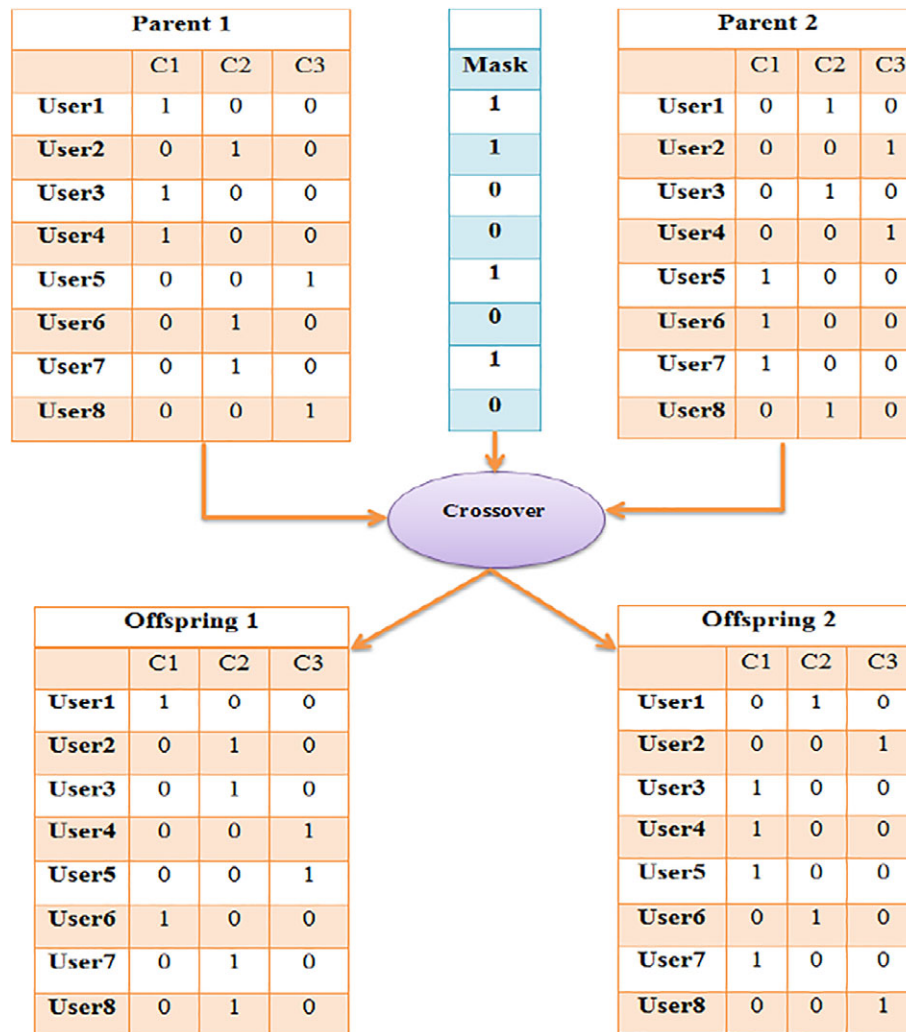 Parent 1
C1 C2 C3
User1 1 0 0
User2 0 1 0
User3 1 0 0
User4 1 0 0
User5 0 0 1
User6 0 1 0
User7 0 1 0
User8 0 0 1
Mask
1
1
0
0
1
0
1
0
Parent 2
C1 C2 C3
User1 0 1 0
User2 0 0 1
User3 0 1 0
User4 0 0 1
User5 1 0 0
User6 1 0 0
User7 1 0 0
User8 0 1 0
Crossover
Offspring 1
C1 C2 C3
User1 1 0 0
User2 0 1 0
User3 0 1 0
User4 0 0 1
User5 0 0 1
User6 1 0 0
User7 0 1 0
User8 0 1 0
Offspring 2
C1 C2 C3
User1 0 1 0
User2 0 0 1
User3 1 0 0
User4 1 0 0
User5 1 0 0
User6 0 1 0
User7 1 0 0
User8 0 0 1